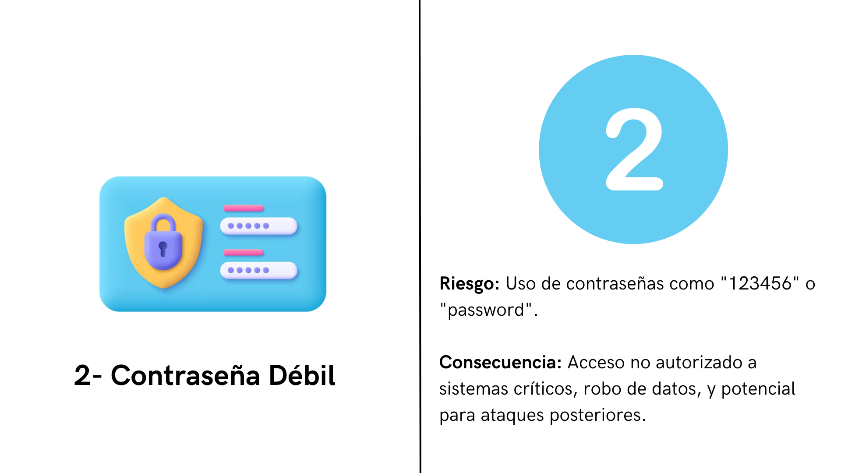 2- Contraseña Débil
2
Riesgo: Uso de contraseñas como "123456" o
"password".
Consecuencia: Acceso no autorizado a
sistemas críticos, robo de datos, y potencial
para ataques posteriores.